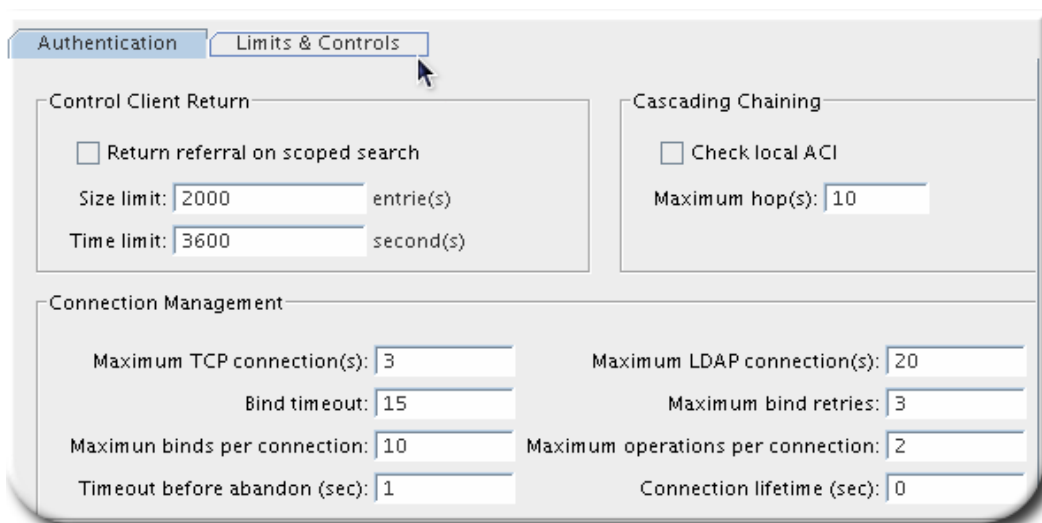 Authentication
Limits & Controls
Control Client Return
Return referral on scoped search
Size limit: 2000 entrie(s)
Time limit: 3600 second(s)
Cascading Chaining
Check local ACI
Maximum hop(s): 10
Connection Management
Maximum TCP connection(s): 3
Maximum LDAP connection(s): 20
Bind timeout: 15
Maximum bind retries: 3
Maximun binds per connection: 10
Maximum operations per connection: 2
Timeout before abandon (sec): 1
Connection lifetime (sec): 0